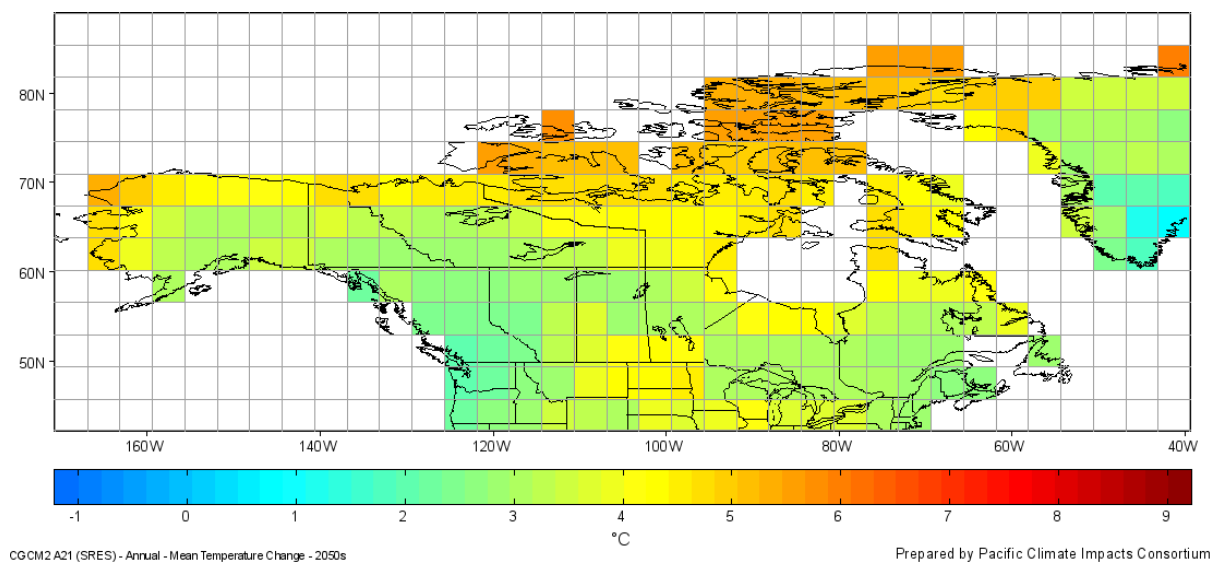 80N
70N
60N
50N
160W 140W 120W 100W 80W 60W 40W
-1 0 1 2 3 4 5 6 7 8 9
°C
CGCM2 A21 (SRES) - Annual - Mean Temperature Change - 2050s
Prepared by Pacific Climate Impacts Consortium